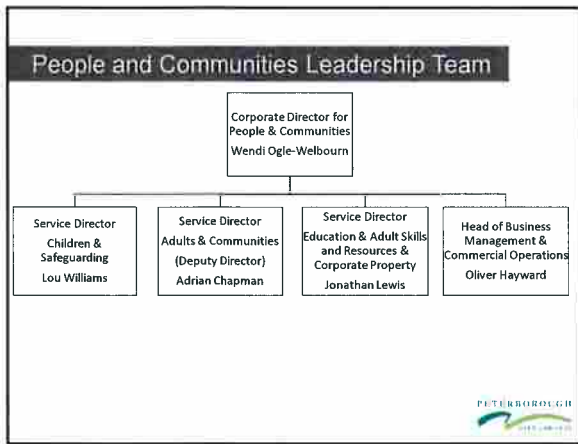 People and Communities Leadership Team
Corporate Director for
People & Communities
Wendi Ogle-Welbourn
Service Director
Children &
Safeguarding
Lou Williams
Service Director
Adults & Communities
(Deputy Director)
Adrian Chapman
Service Director
Education & Adult Skills
and Resources &
Corporate Property
Jonathan Lewis
Head of Business
Management &
Commercial Operations
Oliver Hayward
PETERBOROUGH